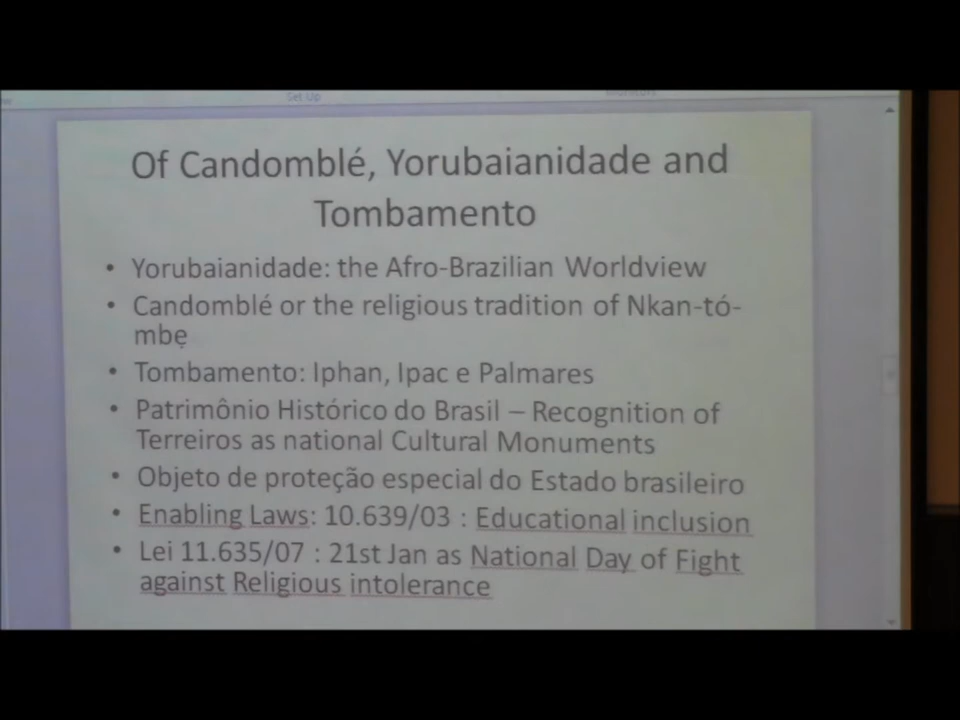 Set Up
Of Candomblé, Yorubaianidade and
Tombamento
• Yorubaianidade: the Afro-Brazilian Worldview
• Candomblé or the religious tradition of Nkan-tó-
mbẹ
• Tombamento: Iphan, Ipac e Palmares
• Patrimônio Histórico do Brasil – Recognition of
Terreiros as national Cultural Monuments
• Objeto de proteção especial do Estado brasileiro
• Enabling Laws: 10.639/03 : Educational inclusion
• Lei 11.635/07 : 21st Jan as National Day of Fight
against Religious intolerance